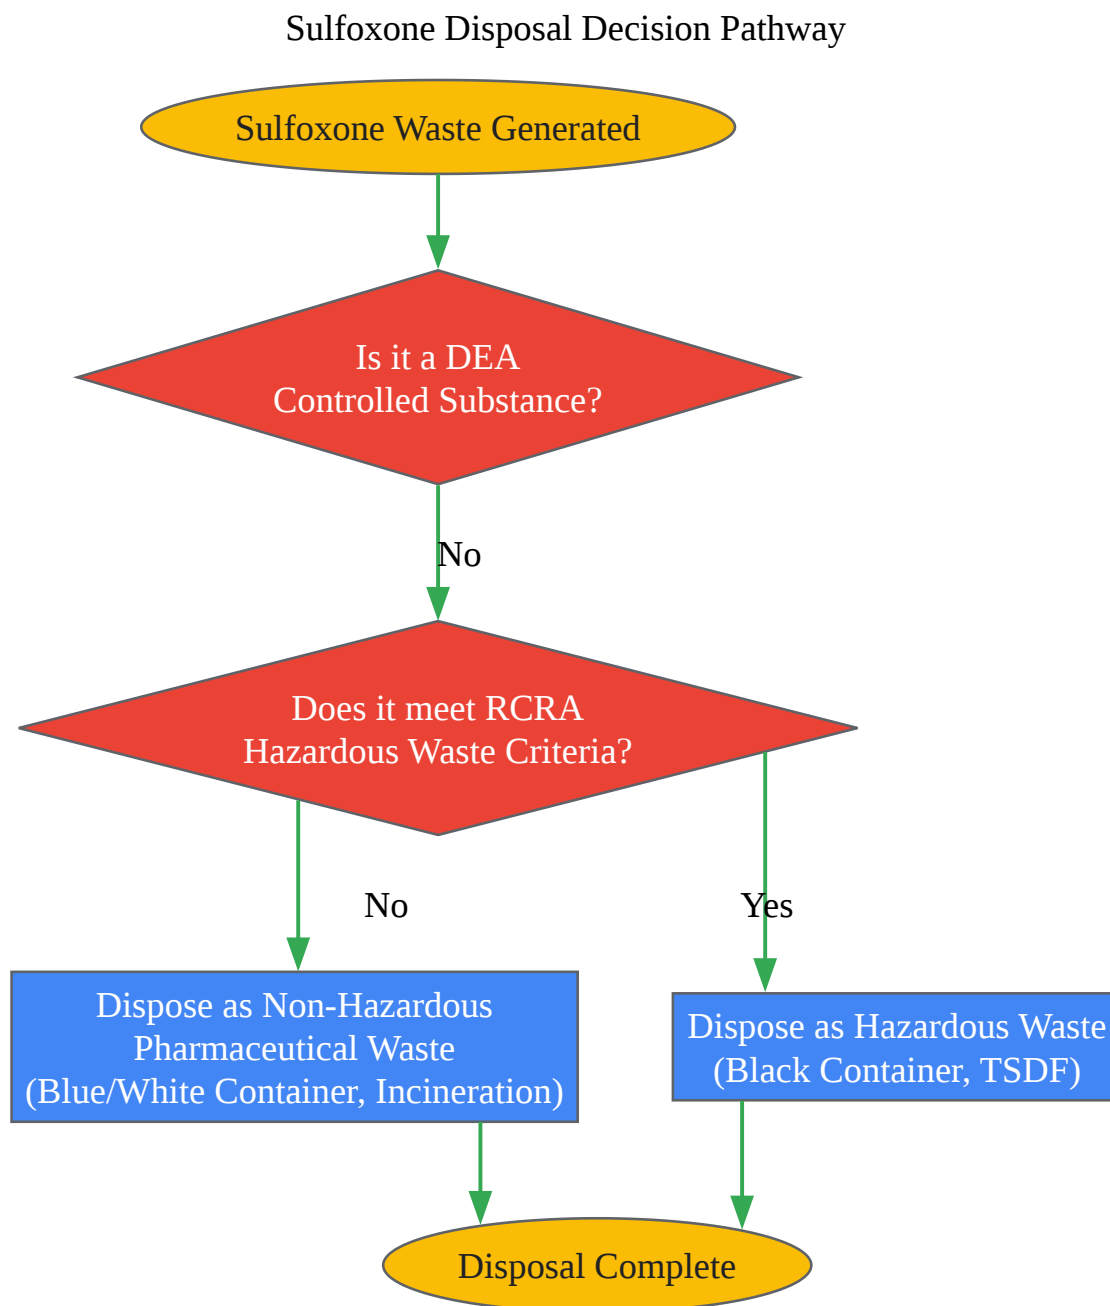 Sulfoxone Disposal Decision Pathway
Sulfoxone Waste Generated
Is it a DEA
Controlled Substance?
No
Does it meet RCRA
Hazardous Waste Criteria?
No
Yes
Dispose as Non-Hazardous
Pharmaceutical Waste
(Blue/White Container, Incineration)
Dispose as Hazardous Waste
(Black Container, TSDF)
Disposal Complete